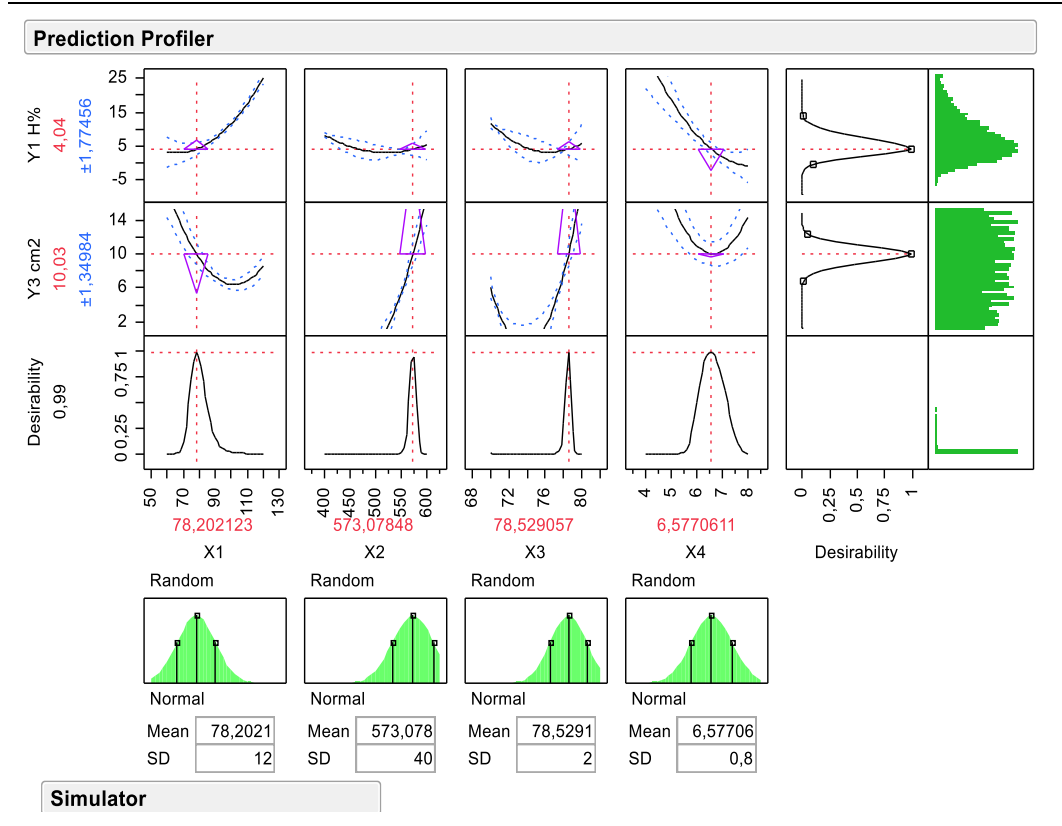 Prediction Profiler
Y1 H%
4,04
±1,77456
25
15
5
-5
Y3 cm2
10,03
±1,34984
14
10
6
2
Desirability
0,99
1
0,75
0,25
0
50 70 90 110 130
78,202123
X1
400 450 500 550 600
573,07848
X2
68 72 76 80
78,529057
X3
4 5 6 7 8
6,5770611
X4
0 0,25 0,5 0,75 1
Desirability
Random Random Random Random
Normal Normal Normal Normal
Mean 78,2021 Mean 573,078 Mean 78,5291 Mean 6,57706
SD 12 SD 40 SD 2 SD 0,8
Simulator